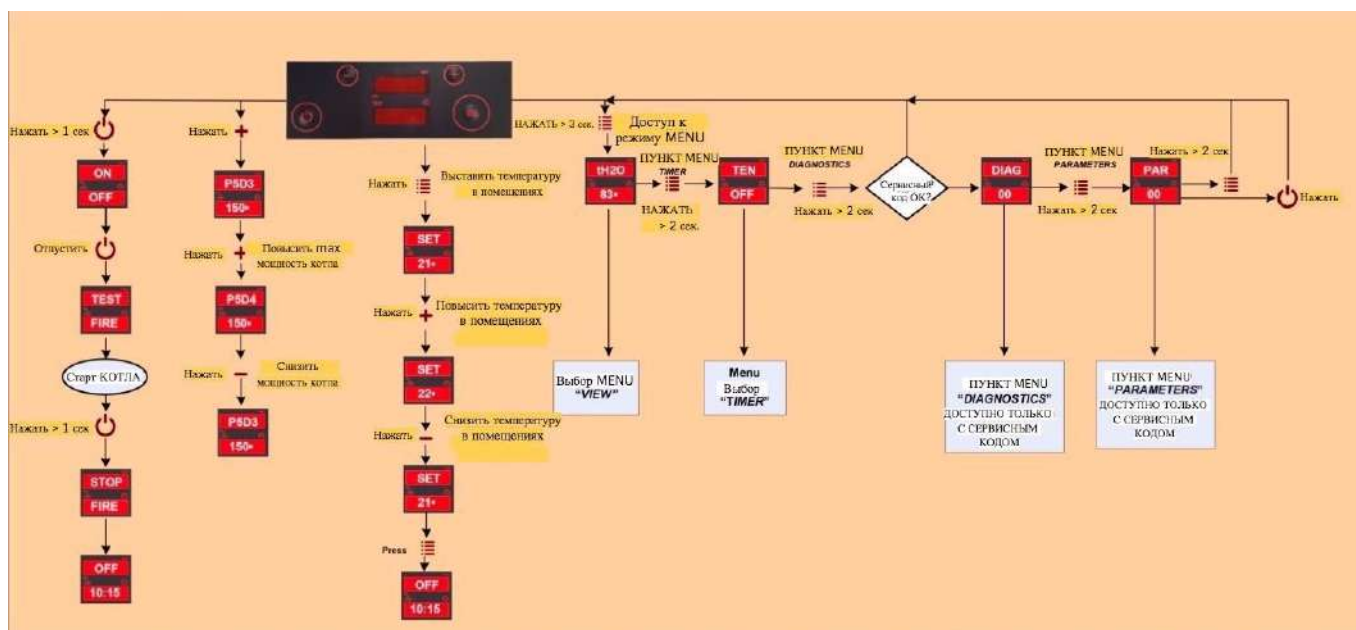 Нажать > 1 сек
ON
OFF
Отпустить
TEST
FIRE
Старт КОТЛА
Нажать > 1 сек
STOP
FIRE
OFF
10:15
Нажать
P5D3
150°
Нажать
Повысить max
мощность котла
P5D4
150°
Нажать
Снизить
мощность котла
P5D3
150°
Нажать
Выставить температуру
в помещениях
SET
21°
Нажать
Повысить температуру
в помещениях
SET
22°
Нажать
Снизить температуру
в помещениях
SET
21°
Press
OFF
10:15
НАЖАТЬ > 3 сек.
Доступ к
режиму MENU
tH2O
83°
ПУНКТ MENU
TIMER
НАЖАТЬ
> 2 сек.
TEN
OFF
ПУНКТ MENU
DIAGNOSTICS
Нажать > 2 сек
Сервисный
код ОК?
DIAG
00
ПУНКТ MENU
PARAMETERS
Нажать > 2 сек
PAR
00
Нажать > 2 сек
Нажать
Выбор MENU
“VIEW”
Menu
Выбор
“TIMER”
ПУНКТ MENU
“DIAGNOSTICS”
ДОСТУПНО ТОЛЬКО
С СЕРВИСНЫМ
КОДОМ
ПУНКТ MENU
“PARAMETERS”
ДОСТУПНО ТОЛЬКО
С СЕРВИСНЫМ
КОДОМ